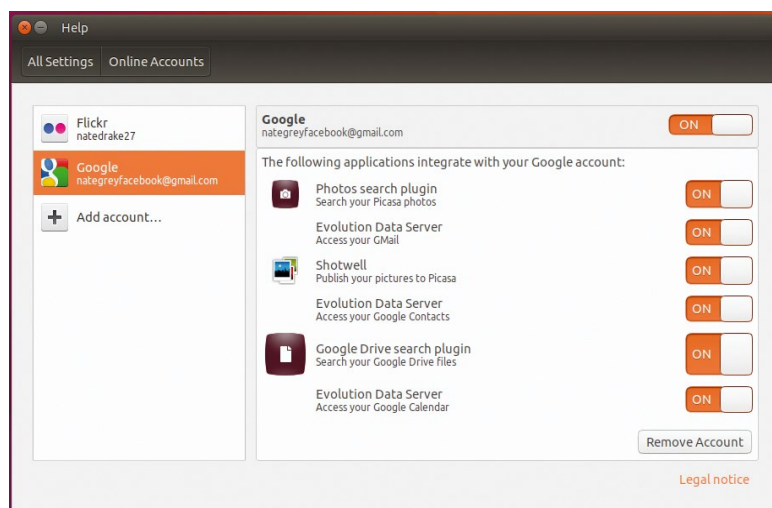 Help
All Settings Online Accounts
Flickr
natedrake27
Google
nategreyfacebook@gmail.com
Add account...
Google
nategreyfacebook@gmail.com
ON
The following applications integrate with your Google account:
Photos search plugin
Search your Picasa photos
ON
Evolution Data Server
Access your GMail
ON
Shotwell
Publish your pictures to Picasa
ON
Evolution Data Server
Access your Google Contacts
ON
Google Drive search plugin
Search your Google Drive files
ON
Evolution Data Server
Access your Google Calendar
ON
Remove Account
Legal notice